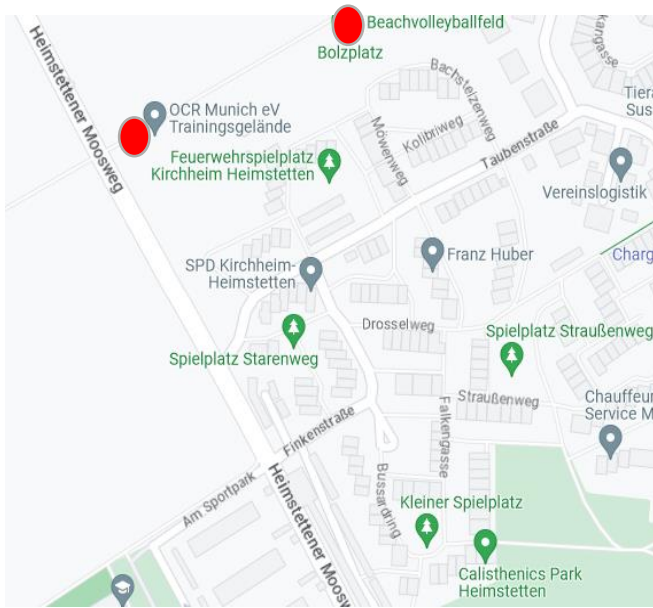 Beachvolleyballfeld
Bolzplatz
Heimstettener Moosweg
OCR Munich eV
Trainingsgelände
Bachstelzenweg
Kolibriweg
Möwenweg
Taubenstraße
Feuerwehrspielplatz
Kirchheim Heimstetten
Vereinslogistik
SPD Kirchheim-
Heimstetten
Franz Huber
Drosselweg
Spielplatz Straußenweg
Spielplatz Starenweg
Straußenweg
Falkengasse
Chauffeur
Service M
Finkenstraße
Am Sportpark
Heimstettener Moosweg
Bussardring
Kleiner Spielplatz
Calisthenics Park
Heimstetten